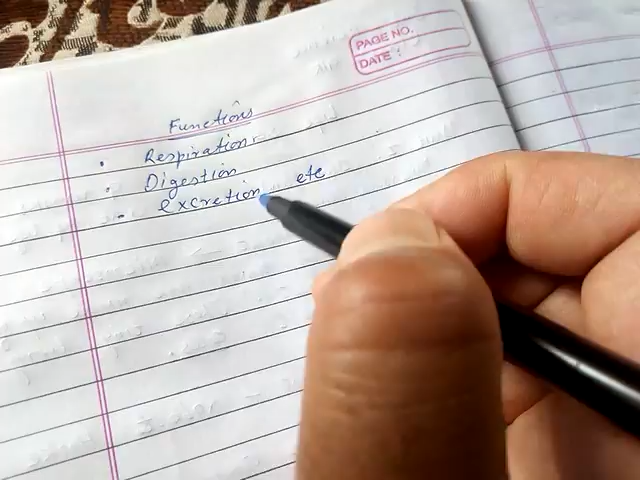 PAGE NO.
DATE :
Functions
• Respiration
• Digestion
• excretion etc